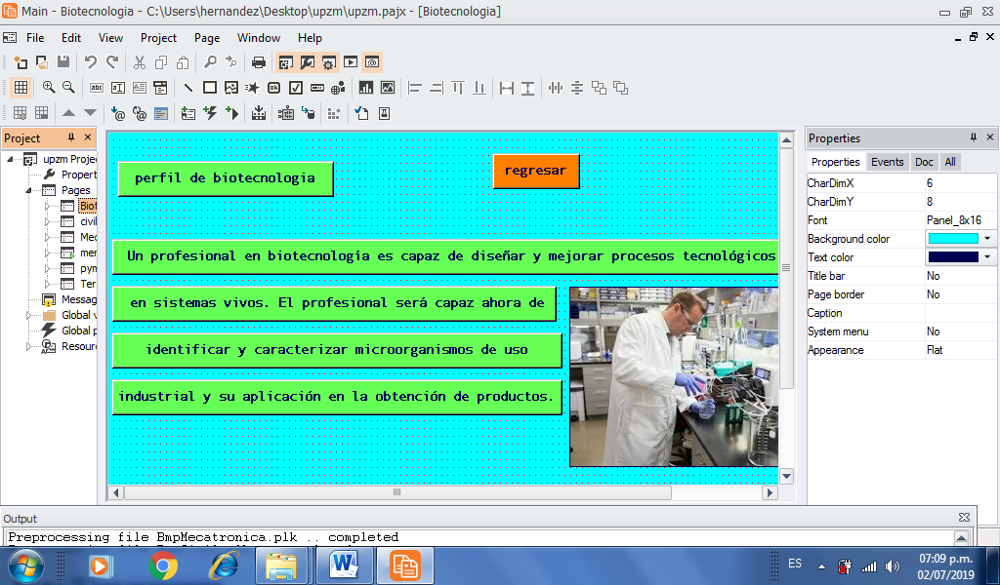 Main - Biotecnologia - C:\Users\hernandez\Desktop\upzm\upzm.pajx - [Biotecnologia]
File Edit View Project Page Window Help
Project
upzm Proje
Propert
Pages
Biot
civil
Mec
mer
pym
Ter
Messag
Global v
Global p
Resourc
perfil de biotecnologia
regresar
Un profesional en biotecnología es capaz de diseñar y mejorar procesos tecnológicos
en sistemas vivos. El profesional será capaz ahora de
identificar y caracterizar microorganismos de uso
industrial y su aplicación en la obtención de productos.
Properties
Properties Events Doc All
CharDimX 6
CharDimY 8
Font Panel_8x16
Background color
Text color
Title bar No
Page border No
Caption
System menu No
Appearance Flat
Output
Preprocessing file BmpMecatronica.plk .. completed
ES
07:09 p.m.
02/07/2019